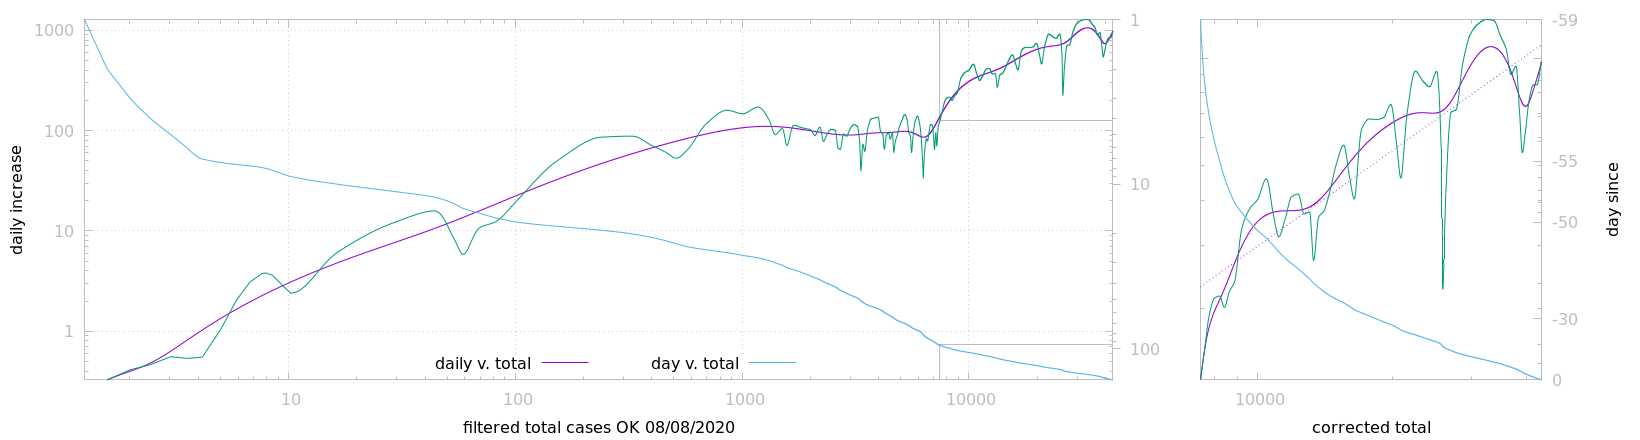 1000
100
10
1
daily increase
10
100
1000
10000
filtered total cases OK 08/08/2020
daily v. total
day v. total
1
10
100
10000
corrected total
-59
-55
-50
-30
0
day since